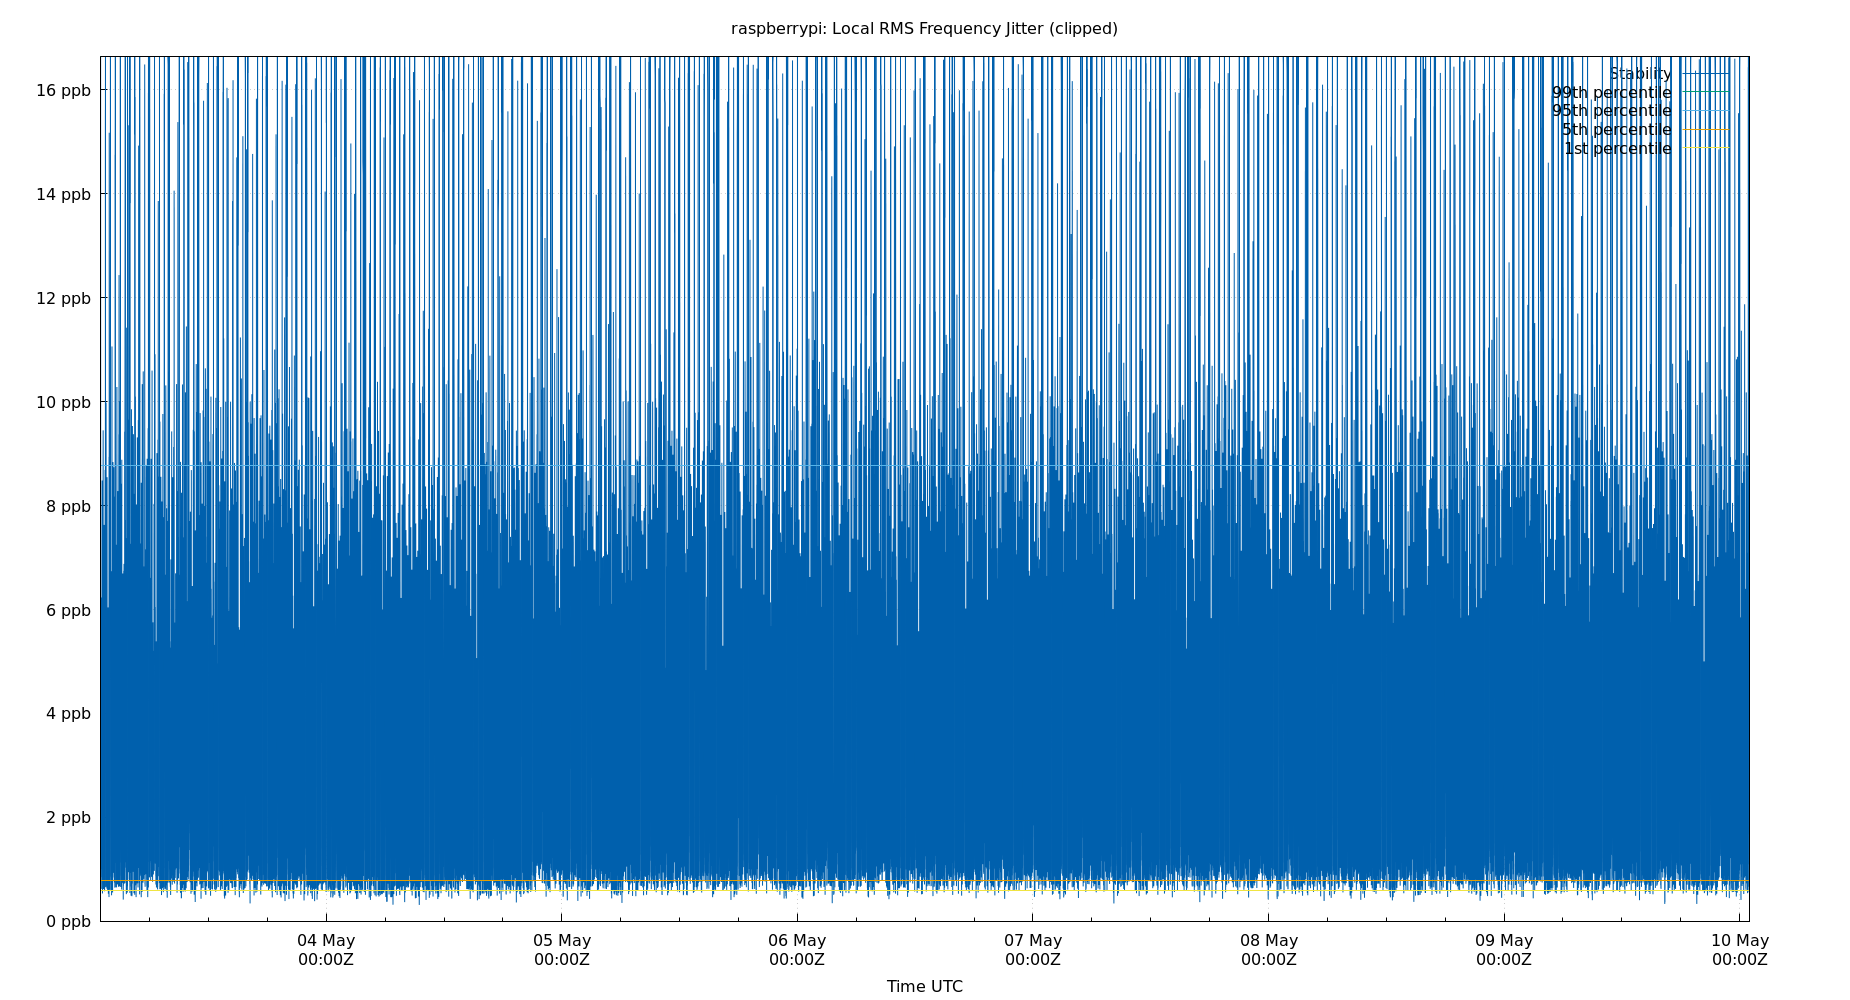 raspberrypi: Local RMS Frequency Jitter (clipped)
16 ppb
14 ppb
12 ppb
10 ppb
8 ppb
6 ppb
4 ppb
2 ppb
0 ppb
Stability
99th percentile
95th percentile
5th percentile
1st percentile
04 May
00:00Z
05 May
00:00Z
06 May
00:00Z
07 May
00:00Z
08 May
00:00Z
09 May
00:00Z
10 May
00:00Z
Time UTC